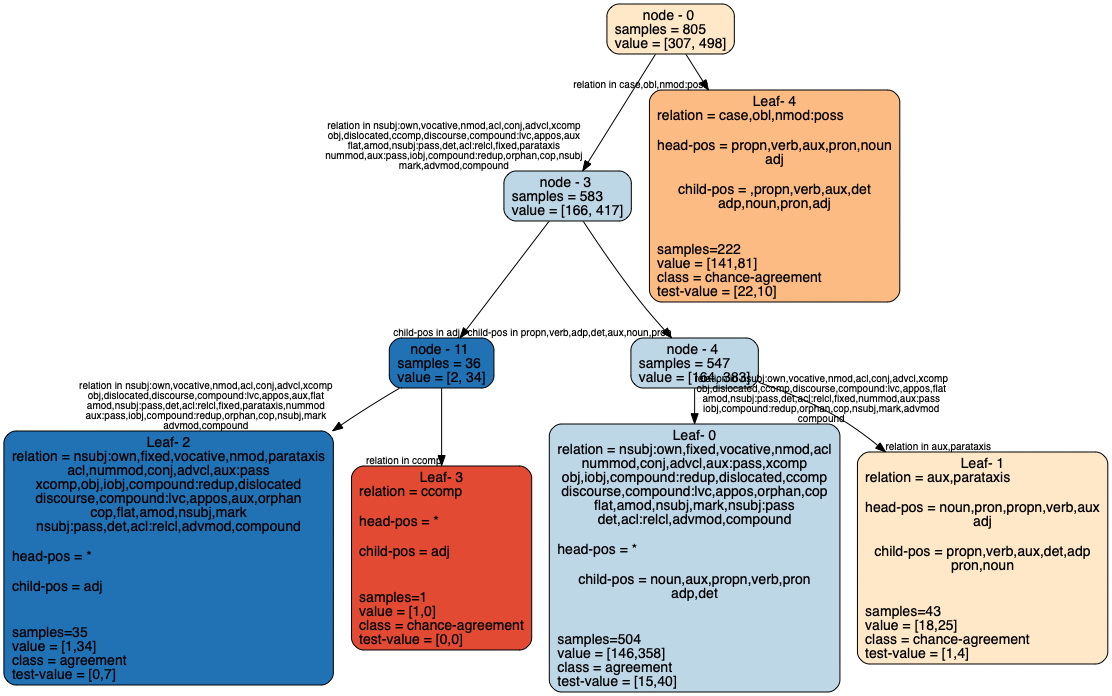 node - 0
samples = 805
value = [307, 498]
relation in case,obl,nmod:poss
Leaf- 4
relation = case,obl,nmod:poss
head-pos = propn,verb,aux,pron,noun
adj
child-pos = ,propn,verb,aux,det
adp,noun,pron,adj
samples=222
value = [141,81]
class = chance-agreement
test-value = [22,10]
relation in nsubj:own,vocative,nmod,acl,conj,advcl,xcomp
obj,dislocated,ccomp,discourse,compound:lvc,appos,aux
flat,amod,nsubj:pass,det,acl:relcl,fixed,parataxis
nummod,aux:pass,iobj,compound:redup,orphan,cop,nsubj
mark,advmod,compound
node - 3
samples = 583
value = [166, 417]
child-pos in adj
child-pos in propn,verb,adp,det,aux,noun,pron
node - 11
samples = 36
value = [2, 34]
node - 4
samples = 547
value = [164, 383]
relation in nsubj:own,vocative,nmod,acl,conj,advcl,xcomp
obj,dislocated,discourse,compound:lvc,appos,aux,flat
amod,nsubj:pass,det,acl:relcl,fixed,parataxis,nummod
aux:pass,iobj,compound:redup,orphan,cop,nsubj,mark
advmod,compound
relation in nsubj:own,vocative,nmod,acl,conj,advcl,xcomp
obj,dislocated,ccomp,discourse,compound:lvc,appos,flat
amod,nsubj:pass,det,acl:relcl,fixed,nummod,aux:pass
iobj,compound:redup,orphan,cop,nsubj,mark,advmod
compound
relation in ccomp
relation in aux,parataxis
Leaf- 2
relation = nsubj:own,fixed,vocative,nmod,parataxis
acl,nummod,conj,advcl,aux:pass
xcomp,obj,iobj,compound:redup,dislocated
discourse,compound:lvc,appos,aux,orphan
cop,flat,amod,nsubj,mark
nsubj:pass,det,acl:relcl,advmod,compound
head-pos = *
child-pos = adj
samples=35
value = [1,34]
class = agreement
test-value = [0,7]
Leaf- 3
relation = ccomp
head-pos = *
child-pos = adj
samples=1
value = [1,0]
class = chance-agreement
test-value = [0,0]
Leaf- 0
relation = nsubj:own,fixed,vocative,nmod,acl
nummod,conj,advcl,aux:pass,xcomp
obj,iobj,compound:redup,dislocated,ccomp
discourse,compound:lvc,appos,orphan,cop
flat,amod,nsubj,mark,nsubj:pass
det,acl:relcl,advmod,compound
head-pos = *
child-pos = noun,aux,propn,verb,pron
adp,det
samples=504
value = [146,358]
class = agreement
test-value = [15,40]
Leaf- 1
relation = aux,parataxis
head-pos = noun,pron,propn,verb,aux
adj
child-pos = propn,verb,aux,det,adp
pron,noun
samples=43
value = [18,25]
class = chance-agreement
test-value = [1,4]